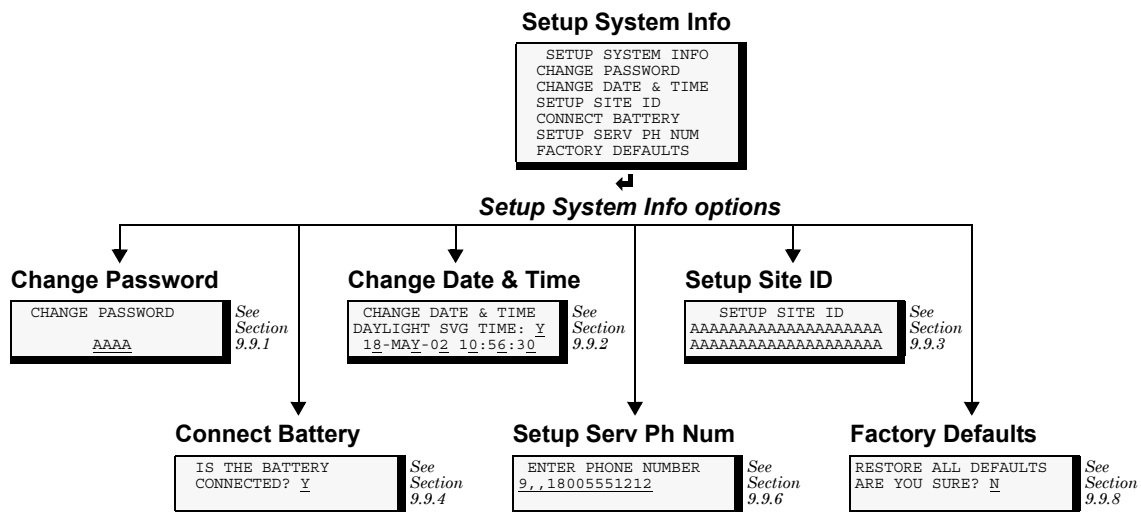 Setup System Info
SETUP SYSTEM INFO
CHANGE PASSWORD
CHANGE DATE & TIME
SETUP SITE ID
CONNECT BATTERY
SETUP SERV PH NUM
FACTORY DEFAULTS
Setup System Info options
Change Password
CHANGE PASSWORD
AAAA
See
Section
9.9.1
Change Date & Time
CHANGE DATE & TIME
DAYLIGHT SVG TIME: Y
18-MAY-02 10:56:30
See
Section
9.9.2
Setup Site ID
SETUP SITE ID
AAAAAAAAAAAAAAAAAAAA
AAAAAAAAAAAAAAAAAAAA
See
Section
9.9.3
Connect Battery
IS THE BATTERY
CONNECTED? Y
See
Section
9.9.4
Setup Serv Ph Num
ENTER PHONE NUMBER
9,,18005551212
See
Section
9.9.6
Factory Defaults
RESTORE ALL DEFAULTS
ARE YOU SURE? N
See
Section
9.9.8